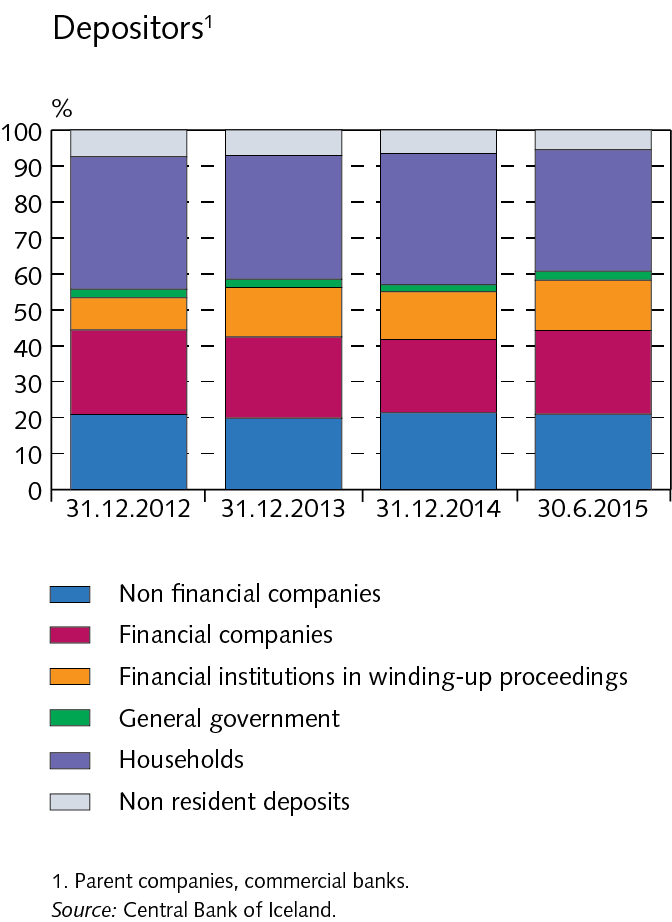 Depositors¹
%
100
90
80
70
60
50
40
30
20
10
0
31.12.2012 31.12.2013 31.12.2014 30.6.2015
Non financial companies
Financial companies
Financial institutions in winding-up proceedings
General government
Households
Non resident deposits
1. Parent companies, commercial banks.
Source: Central Bank of Iceland.